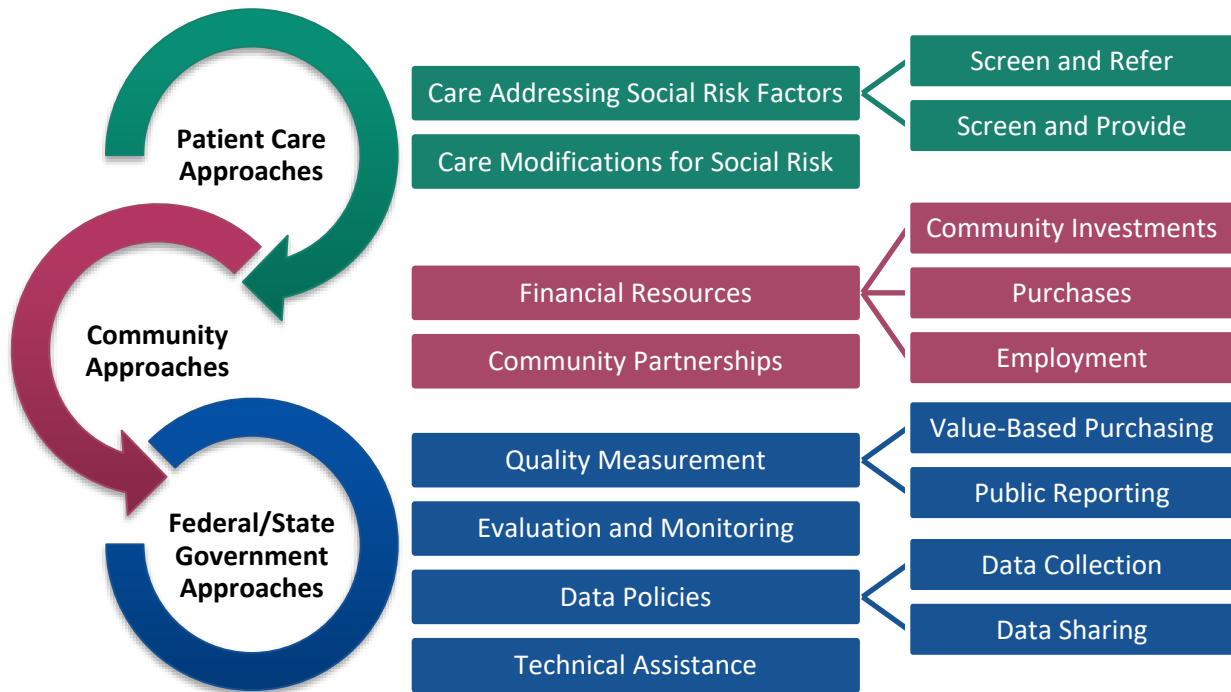 Patient Care
Approaches
Care Addressing Social Risk Factors
Screen and Refer
Screen and Provide
Care Modifications for Social Risk
Community
Approaches
Financial Resources
Community Investments
Purchases
Employment
Community Partnerships
Federal/State
Government
Approaches
Quality Measurement
Value-Based Purchasing
Public Reporting
Evaluation and Monitoring
Data Policies
Data Collection
Data Sharing
Technical Assistance